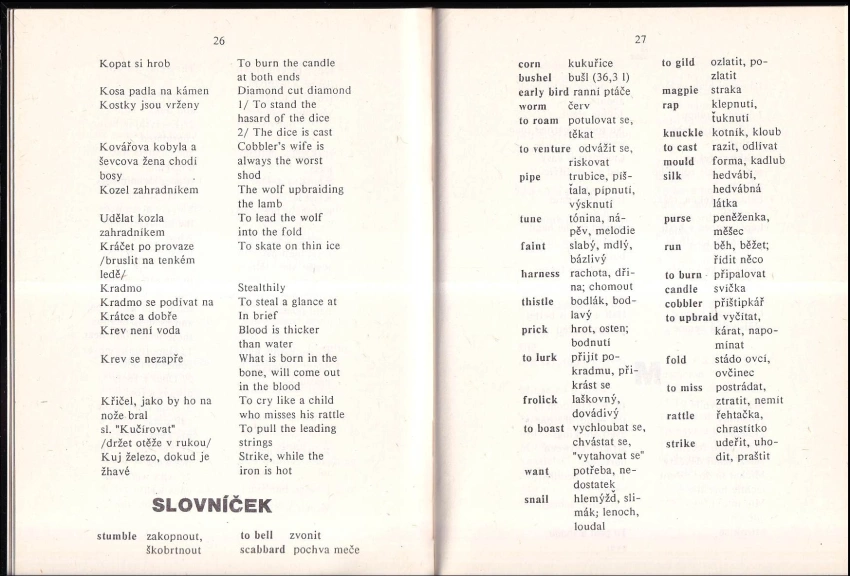 26
Kopat si hrob To burn the candle
at both ends
Kosa padla na kámen Diamond cut diamond
Kostky jsou vrženy 1/ To stand the
hasard of the dice
2/ The dice is cast
Kovářova kobyla a Cobbler's wife is
ševcova žena chodí always the worst
bosy shod
Kozel zahradníkem The wolf upbraiding
the lamb
Udělat kozla To lead the wolf
zahradníkem into the fold
Kráčet po provaze To skate on thin ice
/bruslit na tenkém
ledě/
Kradmo Stealthily
Kradmo se podívat na To steal a glance at
Krátce a dobře In brief
Krev není voda Blood is thicker
than water
Krev se nezapře What is born in the
bone, will come out
in the blood
Křičel, jako by ho na To cry like a child
nože bral who misses his rattle
sl. "Kučírovat" To pull the leading
/držet otěže v rukou/ strings
Kuj železo, dokud je Strike, while the
žhavé iron is hot
SLOVNÍČEK
stumble zakopnout,
škobrtnout
to bell zvonit
scabbard pochva meče
27
corn kukuřice
bushel bušl (36,3 l)
early bird ranní ptáče
worm červ
to roam potulovat se,
těkat
to venture odvážit se,
riskovat
pipe trubice, píš-
ťala, pípnutí,
výsknutí
tune tónina, ná-
pěv, melodie
faint slabý, mdlý,
bázlivý
harness rachota, dři-
na; chomout
thistle bodlák, bod-
lavý
prick hrot, osten;
bodnutí
to lurk přijít po-
kradmu, při-
krást se
frolick laškovný,
dovádivý
to boast vychloubat se,
chvástat se,
"vytahovat se"
want potřeba, ne-
dostatek
snail hlemýžď, sli-
mák; lenoch,
loudal
to gild ozlatit, po-
zlatit
magpie straka
rap klepnutí,
ťuknutí
knuckle kotník, kloub
to cast razit, odlívat
mould forma, kadlub
silk hedvábí,
hedvábná
látka
purse peněženka,
měšec
run běh, běžet;
řídit něco
to burn připalovat
candle svíčka
cobbler příštipkář
to upbraid vyčítat,
kárat, napo-
mínat
fold stádo ovcí,
ovčinec
to miss postrádat,
ztratit, nemít
rattle řehtačka,
chrastítko
strike udeřit, uho-
dit, praštit